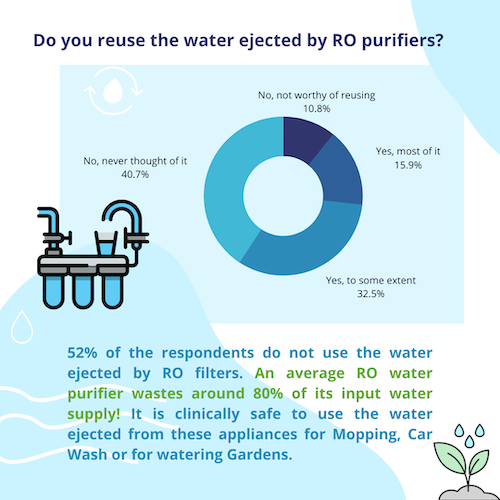 Do you reuse the water ejected by RO purifiers?
No, not worthy of reusing
10.8%
Yes, most of it
15.9%
No, never thought of it
40.7%
Yes, to some extent
32.5%
52% of the respondents do not use the water
ejected by RO filters. An average RO water
purifier wastes around 80% of its input water
supply! It is clinically safe to use the water
ejected from these appliances for Mopping, Car
Wash or for watering Gardens.